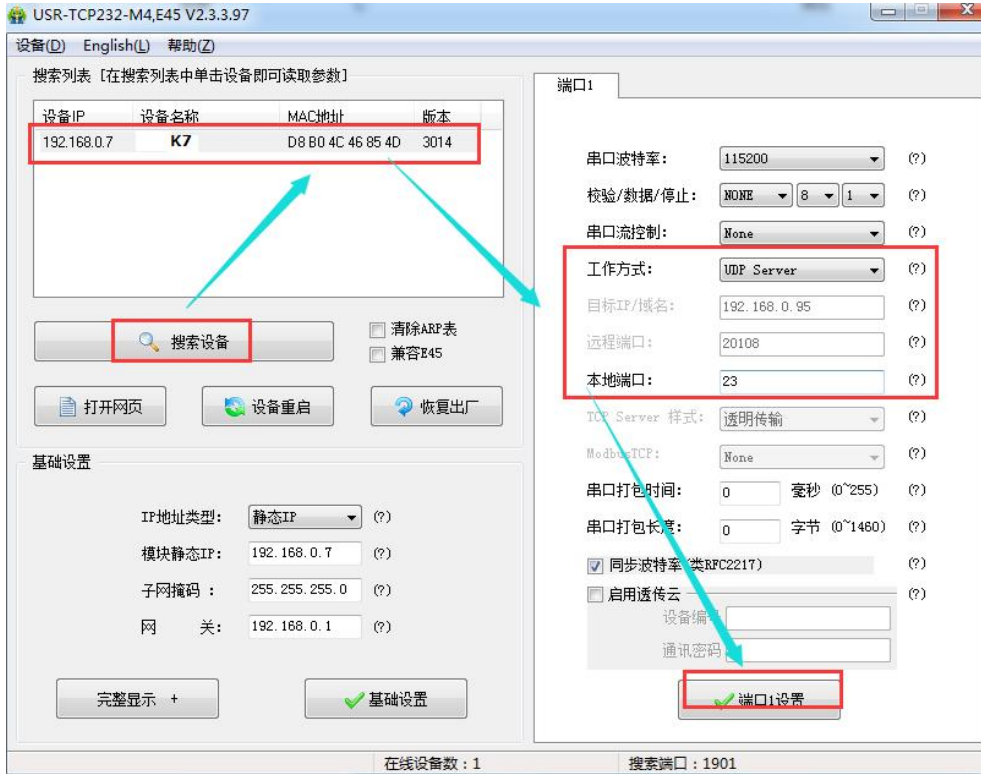 USR-TCP232-M4,E45 V2.3.3.97
设备(D) English(L) 帮助(Z)
搜索列表 [在搜索列表中单击设备即可读取参数]
设备IP 设备名称 MAC地址 版本
192.168.0.7 K7 D8 B0 4C 46 85 4D 3014
搜索设备
清除ARP表
兼容E45
打开网页 设备重启 恢复出厂
基础设置
IP地址类型: 静态IP (?)
模块静态IP: 192.168.0.7 (?)
子网掩码 : 255.255.255.0 (?)
网 关: 192.168.0.1 (?)
完整显示 + 基础设置
端口1
串口波特率: 115200 (?)
校验/数据/停止: NONE 8 1 (?)
串口流控制: None (?)
工作方式: UDP Server (?)
目标IP/域名: 192.168.0.95 (?)
远程端口: 20108 (?)
本地端口: 23 (?)
TCP Server 样式: 透明传输 (?)
ModbusTCP: None (?)
串口打包时间: 0 毫秒 (0~255) (?)
串口打包长度: 0 字节 (0~1460) (?)
同步波特率(类RFC2217) (?)
启用透传云 (?)
设备编号
通讯密码
端口1设置
在线设备数:1 搜索端口:1901